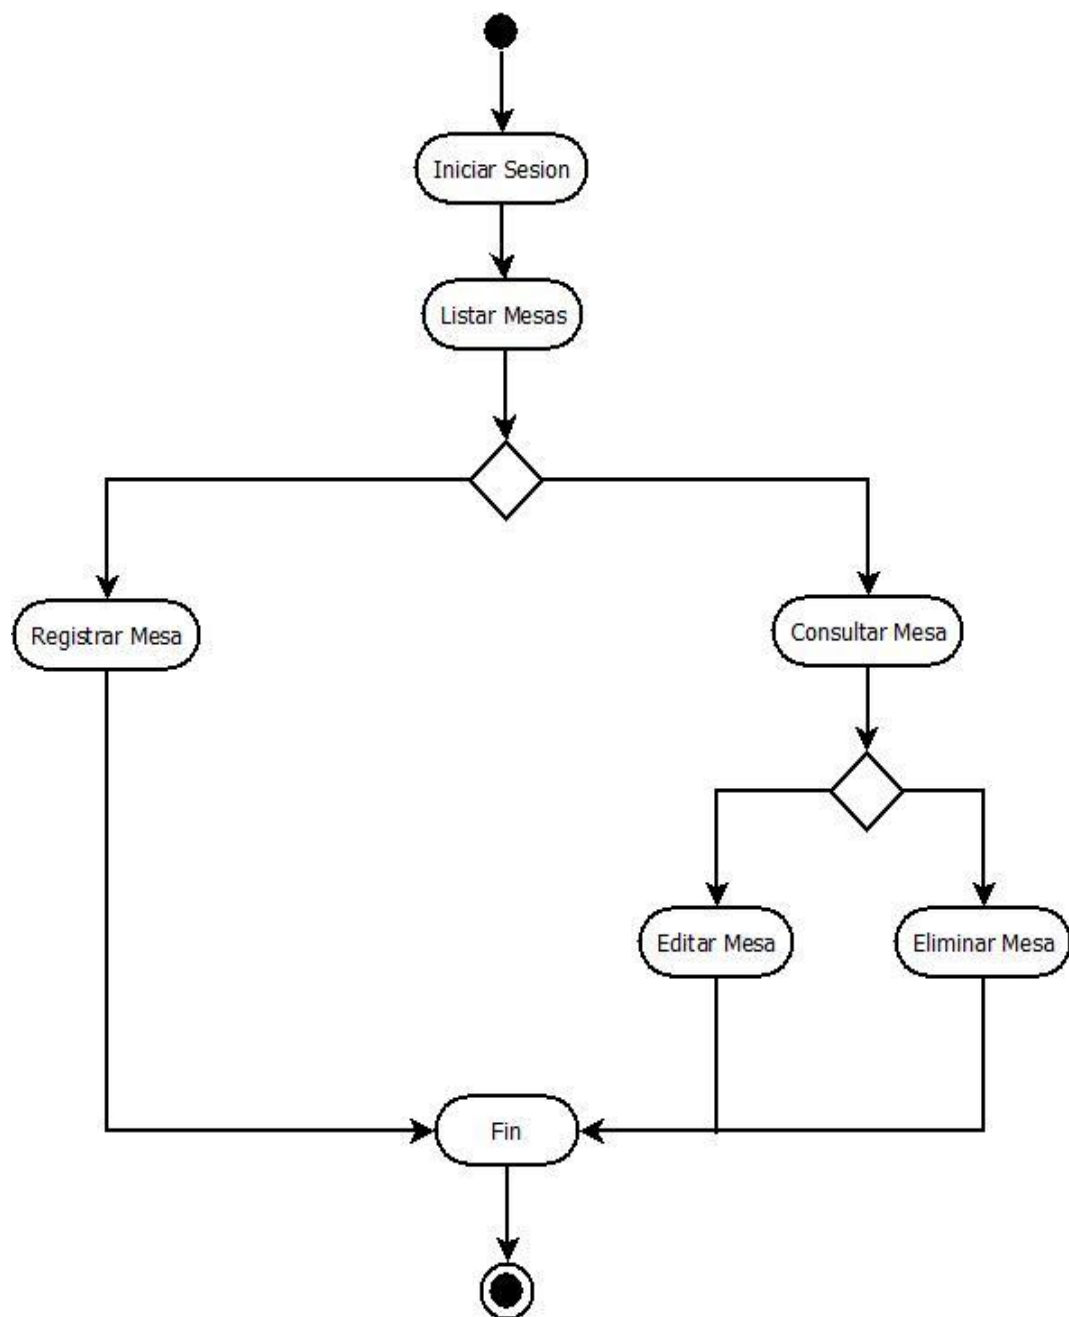 Iniciar Sesion
Listar Mesas
Registrar Mesa
Consultar Mesa
Editar Mesa
Eliminar Mesa
Fin